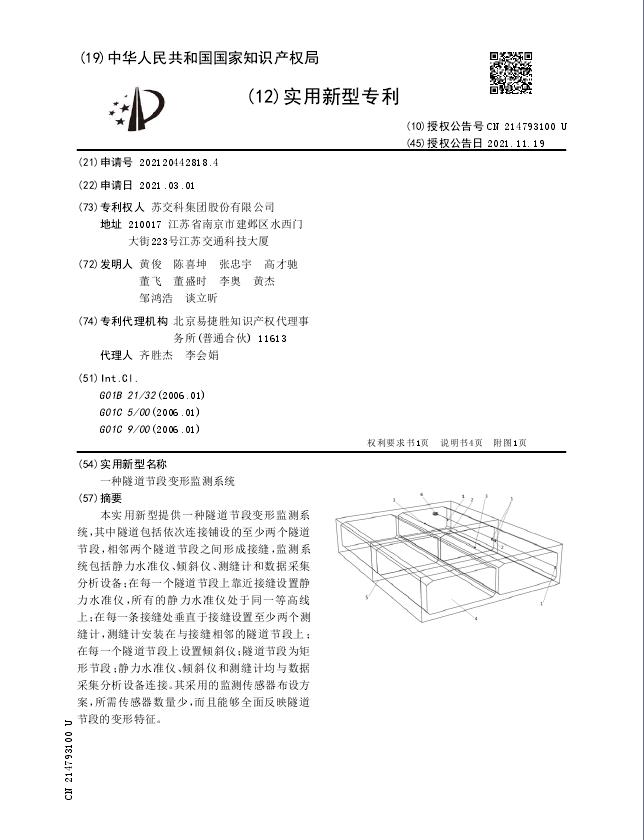 (19)中华人民共和国国家知识产权局
(12)实用新型专利
(10)授权公告号 CN 214793100 U
(45)授权公告日 2021.11.19
(21)申请号 202120442818.4
(22)申请日 2021.03.01
(73)专利权人 苏交科集团股份有限公司
地址 210017 江苏省南京市建邺区水西门
大街223号江苏交通科技大厦
(72)发明人 黄俊 陈喜坤 张忠宇 高才驰
董飞 董盛时 李奥 黄杰
邹鸿浩 谈立昕
(74)专利代理机构 北京易捷胜知识产权代理事
务所(普通合伙) 11613
代理人 齐胜杰 李会娟
(51)Int.Cl.
G01B 21/32(2006.01)
G01C 5/00(2006.01)
G01C 9/00(2006.01)
权利要求书1页 说明书4页 附图1页
(54)实用新型名称
一种隧道节段变形监测系统
(57)摘要
本实用新型提供一种隧道节段变形监测系
统,其中隧道包括依次连接铺设的至少两个隧道
节段,相邻两个隧道节段之间形成接缝,监测系
统包括静力水准仪、倾斜仪、测缝计和数据采集
分析设备;在每一个隧道节段上靠近接缝设置静
力水准仪,所有的静力水准仪处于同一等高线
上;在每一条接缝处垂直于接缝设置至少两个测
缝计,测缝计安装在与接缝相邻的隧道节段上;
在每一个隧道节段上设置倾斜仪;隧道节段为矩
形节段;静力水准仪、倾斜仪和测缝计均与数据
采集分析设备连接。其采用的监测传感器布设方
案,所需传感器数量少,而且能够全面反映隧道
节段的变形特征。
CN 214793100 U